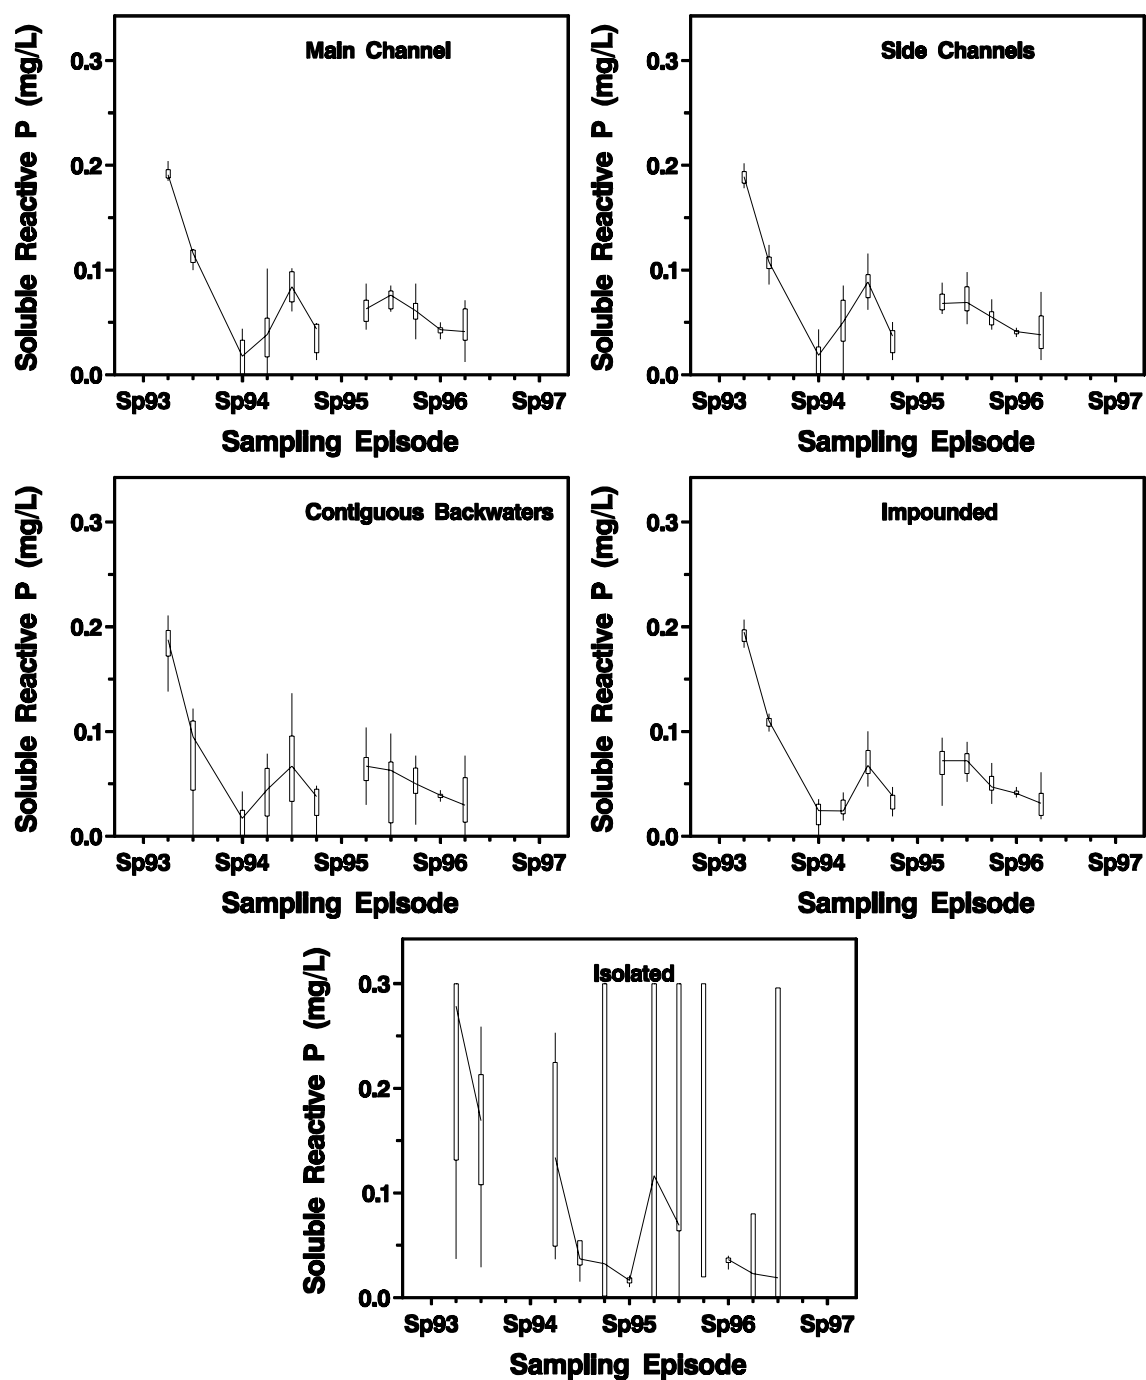 Main Channel
Soluble Reactive P (mg/L)
0.3
0.2
0.1
0.0
Sp93 Sp94 Sp95 Sp96 Sp97
Sampling Episode
Side Channels
Soluble Reactive P (mg/L)
0.3
0.2
0.1
0.0
Sp93 Sp94 Sp95 Sp96 Sp97
Sampling Episode
Contiguous Backwaters
Soluble Reactive P (mg/L)
0.3
0.2
0.1
0.0
Sp93 Sp94 Sp95 Sp96 Sp97
Sampling Episode
Impounded
Soluble Reactive P (mg/L)
0.3
0.2
0.1
0.0
Sp93 Sp94 Sp95 Sp96 Sp97
Sampling Episode
Isolated
Soluble Reactive P (mg/L)
0.3
0.2
0.1
0.0
Sp93 Sp94 Sp95 Sp96 Sp97
Sampling Episode